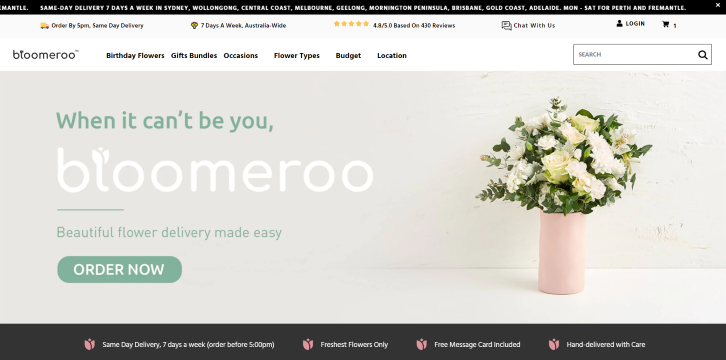 EMANTLE. SAME-DAY DELIVERY 7 DAYS A WEEK IN SYDNEY, WOLLONGONG, CENTRAL COAST, MELBOURNE, GEELONG, MORNINGTON PENINSULA, BRISBANE, GOLD COAST, ADELAIDE. MON - SAT FOR PERTH AND FREMANTLE.
Order By 5pm, Same Day Delivery
7 Days A Week, Australia-Wide
4.8/5.0 Based On 430 Reviews
Chat With Us
LOGIN
1
bloomeroo™
Birthday Flowers Gifts Bundles Occasions Flower Types Budget Location
SEARCH
When it can't be you,
bloomeroo
Beautiful flower delivery made easy
ORDER NOW
Same Day Delivery, 7 days a week (order before 5:00pm)
Freshest Flowers Only
Free Message Card Included
Hand-delivered with Care